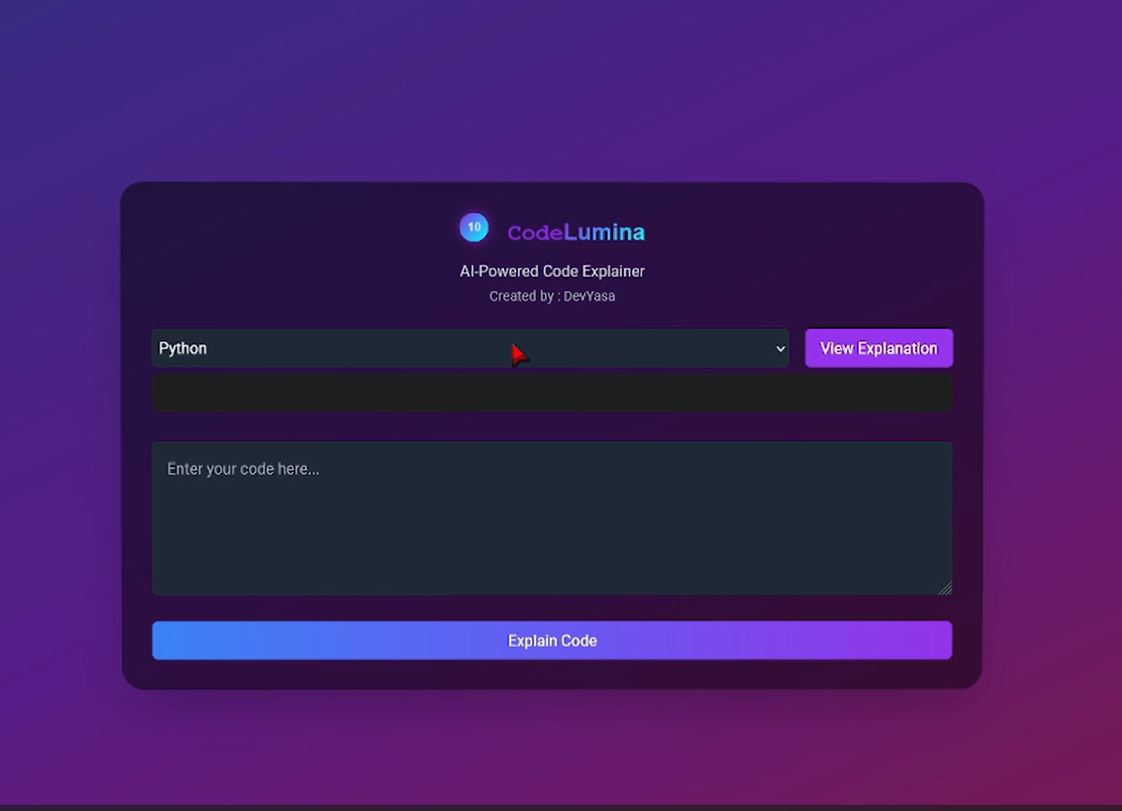 10 CodeLumina
AI-Powered Code Explainer
Created by : DevYasa
Python View Explanation
Enter your code here...
Explain Code